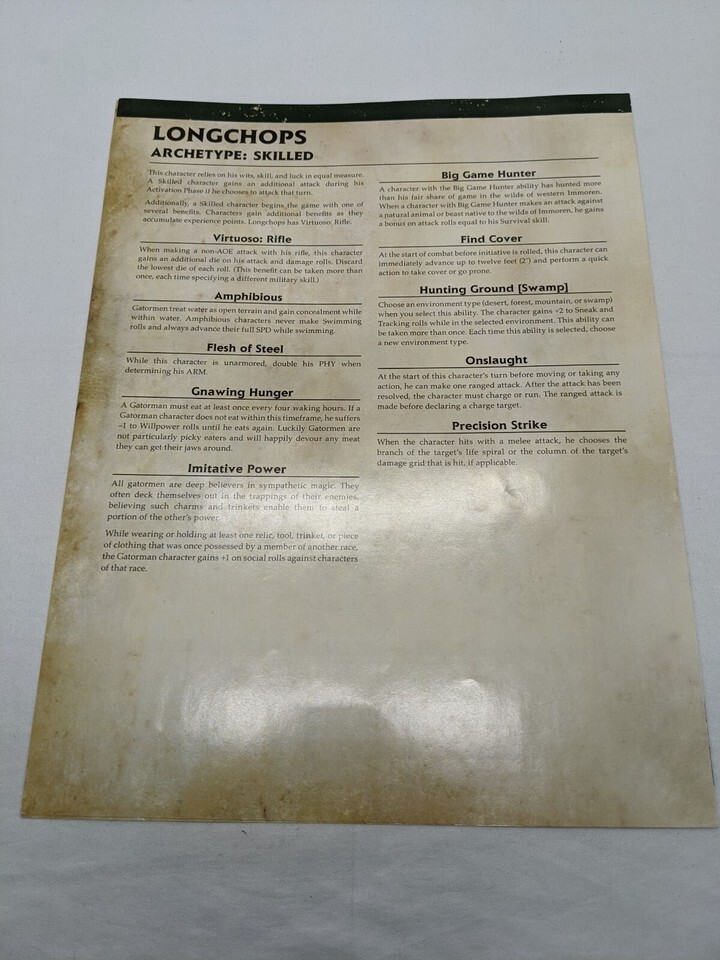 LONGCHOPS
ARCHETYPE: SKILLED
This character relies on his wits, skill, and luck in equal measure.
A Skilled character gains an additional attack during his
Activation Phase if he chooses to attack that turn.
Additionally, a Skilled character begins the game with one of
several benefits. Characters gain additional benefits as they
accumulate experience points. Longchops has Virtuoso: Rifle.
Virtuoso: Rifle
When making a non-AOE attack with his rifle, this character
gains an additional die on his attack and damage rolls. Discard
the lowest die of each roll. (This benefit can be taken more than
once, each time specifying a different military skill.)
Amphibious
Gatormen treat water as open terrain and gain concealment while
within water. Amphibious characters never make Swimming
rolls and always advance their full SPD while swimming.
Flesh of Steel
While this character is unarmored, double his PHY when
determining his ARM.
Gnawing Hunger
A Gatorman must eat at least once every four waking hours. If a
Gatorman character does not eat within this timeframe, he suffers
–1 to Willpower rolls until he eats again. Luckily Gatormen are
not particularly picky eaters and will happily devour any meat
they can get their jaws around.
Imitative Power
All gatormen are deep believers in sympathetic magic. They
often deck themselves out in the trappings of their enemies,
believing such charms and trinkets enable them to steal a
portion of the other's power.
While wearing or holding at least one relic, tool, trinket, or piece
of clothing that was once possessed by a member of another race,
the Gatorman character gains +1 on social rolls against characters
of that race.
Big Game Hunter
A character with the Big Game Hunter ability has hunted more
than his fair share of game in the wilds of western Immoren.
When a character with Big Game Hunter makes an attack against
a natural animal or beast native to the wilds of Immoren, he gains
a bonus on attack rolls equal to his Survival skill.
Find Cover
At the start of combat before initiative is rolled, this character can
immediately advance up to twelve feet (2") and perform a quick
action to take cover or go prone.
Hunting Ground [Swamp]
Choose an environment type (desert, forest, mountain, or swamp)
when you select this ability. The character gains +2 to Sneak and
Tracking rolls while in the selected environment. This ability can
be taken more than once. Each time this ability is selected, choose
a new environment type.
Onslaught
At the start of this character's turn before moving or taking any
action, he can make one ranged attack. After the attack has been
resolved, the character must charge or run. The ranged attack is
made before declaring a charge target.
Precision Strike
When the character hits with a melee attack, he chooses the
branch of the target's life spiral or the column of the target's
damage grid that is hit, if applicable.